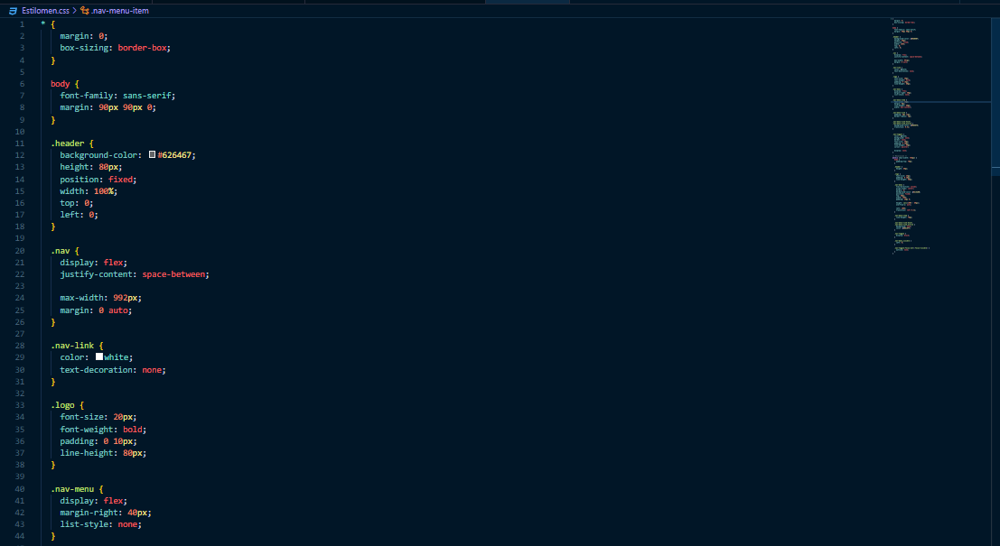 Estilomen.css > .nav-menu-item
1 * {
2 margin: 0;
3 box-sizing: border-box;
4 }
5
6 body {
7 font-family: sans-serif;
8 margin: 90px 90px 0;
9 }
10
11 .header {
12 background-color: #626467;
13 height: 80px;
14 position: fixed;
15 width: 100%;
16 top: 0;
17 left: 0;
18 }
19
20 .nav {
21 display: flex;
22 justify-content: space-between;
23
24 max-width: 992px;
25 margin: 0 auto;
26 }
27
28 .nav-link {
29 color: white;
30 text-decoration: none;
31 }
32
33 .logo {
34 font-size: 20px;
35 font-weight: bold;
36 padding: 0 10px;
37 line-height: 80px;
38 }
39
40 .nav-menu {
41 display: flex;
42 margin-right: 40px;
43 list-style: none;
44 }